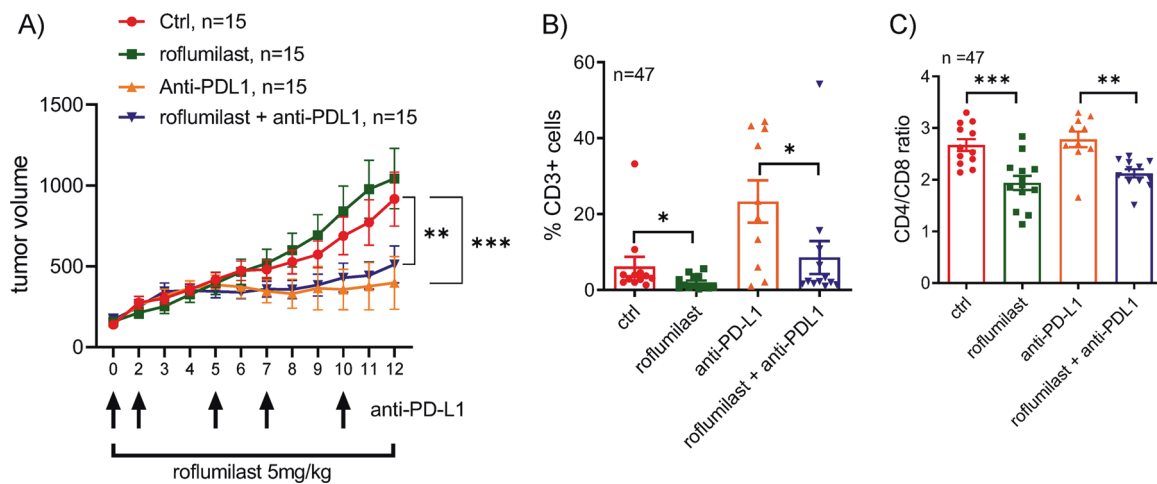 A)
Ctrl, n=15
roflumilast, n=15
Anti-PDL1, n=15
roflumilast + anti-PDL1, n=15
tumor volume
1500
1000
500
0
0 2 3 4 5 6 7 8 9 10 11 12
**
***
anti-PD-L1
roflumilast 5mg/kg
B)
n=47
% CD3+ cells
60
40
20
0
*
*
ctrl
roflumilast
anti-PD-L1
roflumilast + anti-PDL1
C)
n =47
CD4/CD8 ratio
4
3
2
1
0
***
**
ctrl
roflumilast
anti-PD-L1
roflumilast + anti-PDL1